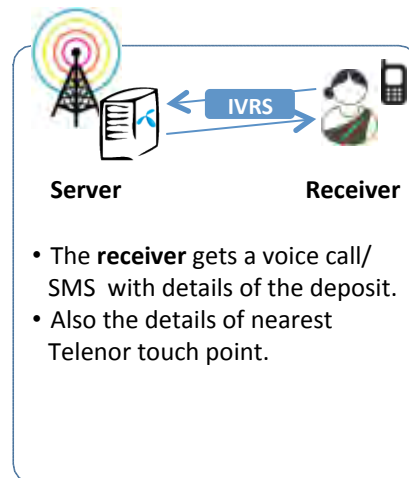 IVRS
Server Receiver
• The receiver gets a voice call/
SMS with details of the deposit.
• Also the details of nearest
Telenor touch point.